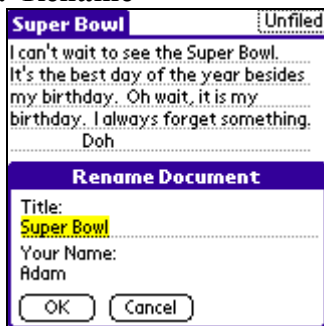 Super Bowl Unfiled
I can't wait to see the Super Bowl.
It's the best day of the year besides
my birthday. Oh wait, it is my
birthday. I always forget something.
Doh
Rename Document
Title:
Super Bowl
Your Name:
Adam
OK Cancel